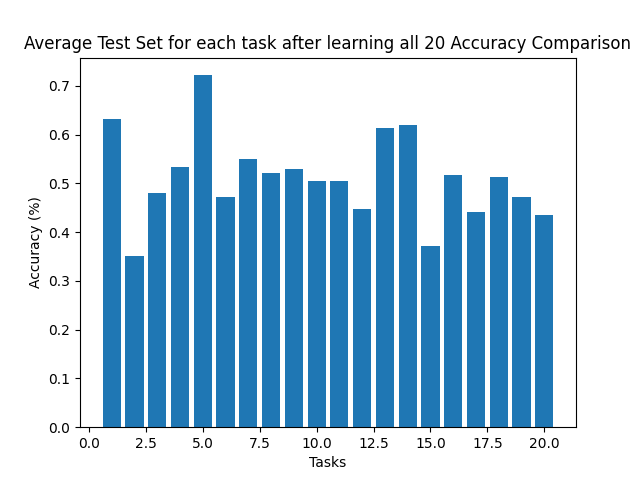 Average Test Set for each task after learning all 20 Accuracy Comparison
0.7
0.6
0.5
0.4
0.3
0.2
0.1
0.0
Accuracy (%)
0.0 2.5 5.0 7.5 10.0 12.5 15.0 17.5 20.0
Tasks